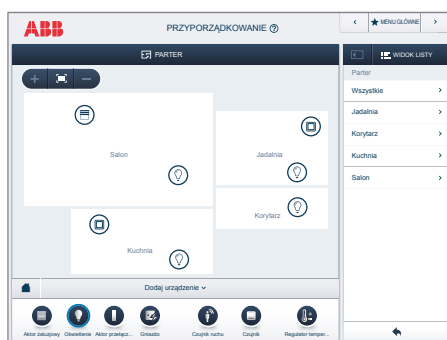 ABB
PRZYPORZĄDKOWANIE ?
MENU GŁÓWNE
PARTER
WIDOK LISTY
Parter
Wszystkie
Jadalnia
Korytarz
Kuchnia
Salon
Salon
Jadalnia
Korytarz
Kuchnia
Dodaj urządzenie
Aktor żaluzjowy
Oświetlenie
Aktor przełącz...
Gniazdo
Czujnik ruchu
Czujnik
Regulator temper...